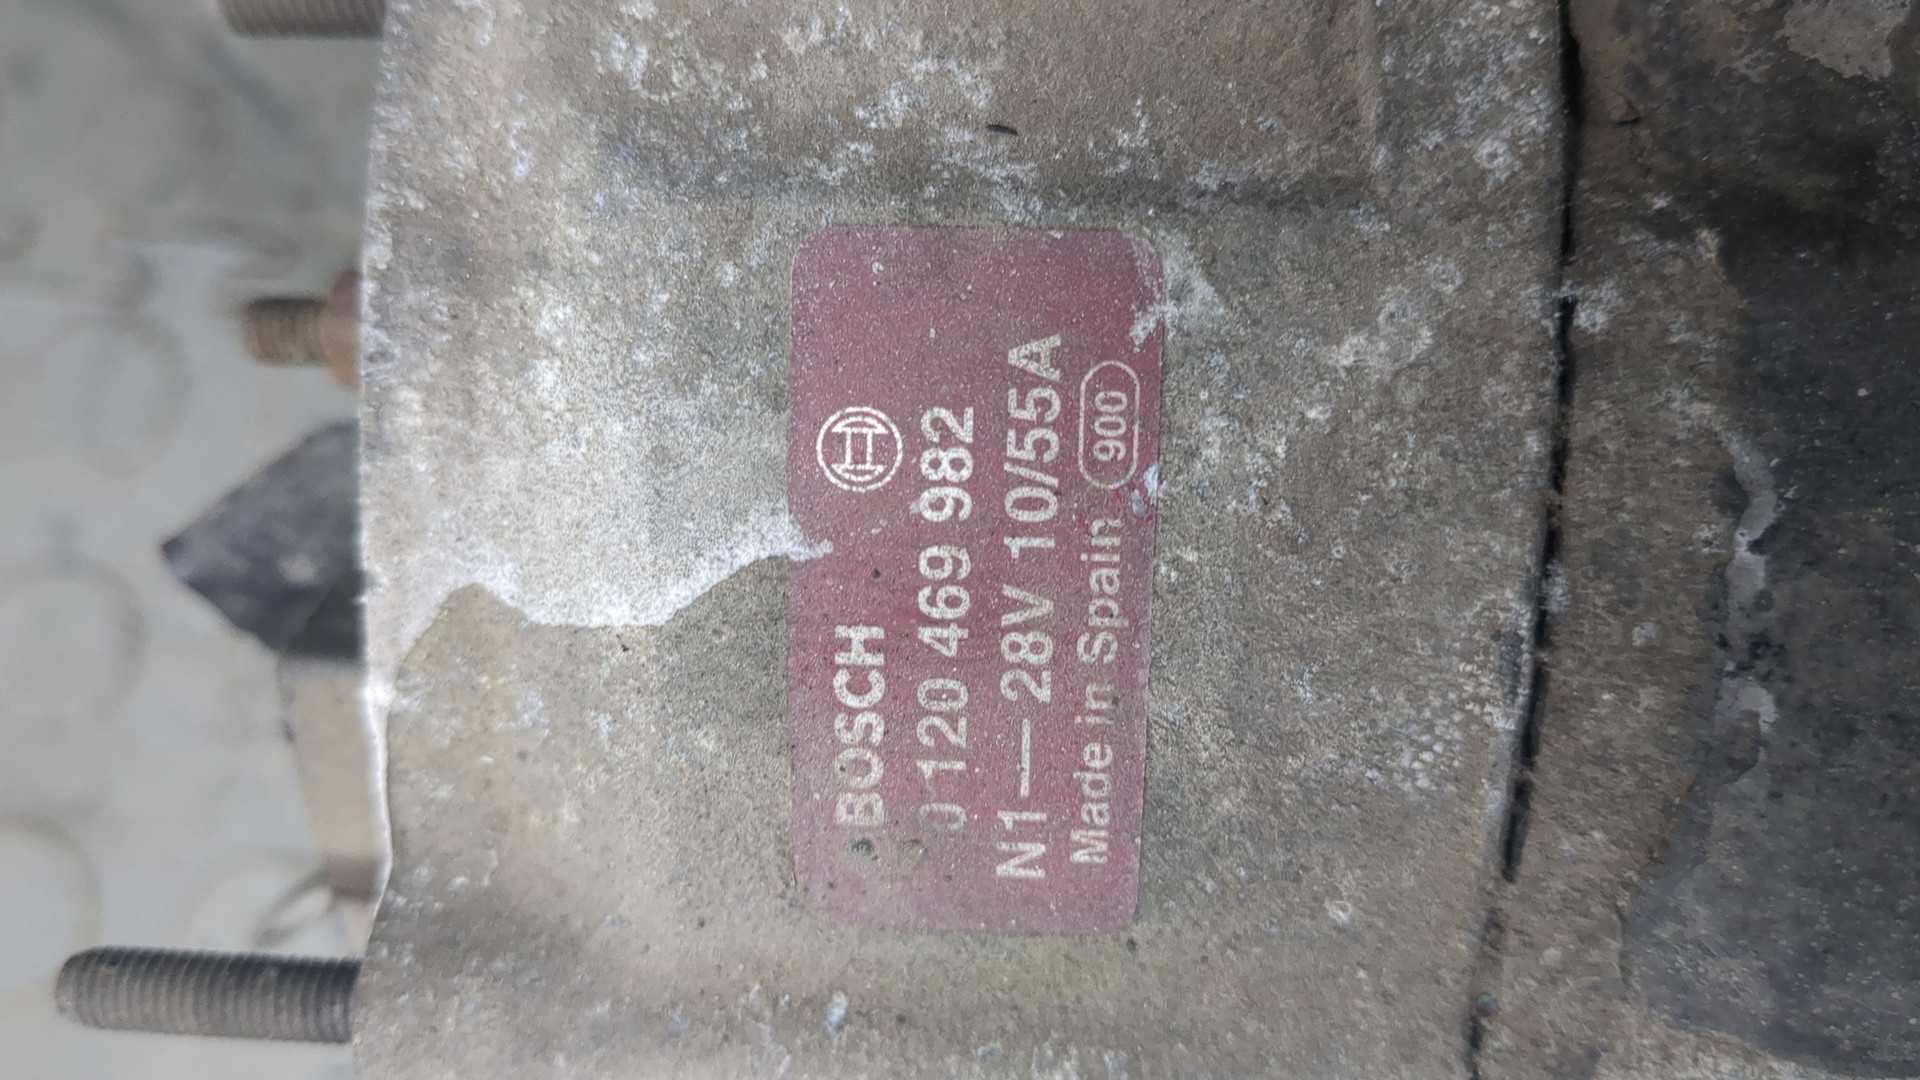 BOSCH
0 120 469 982
N1— 28V 10/55A
Made in Spain 900